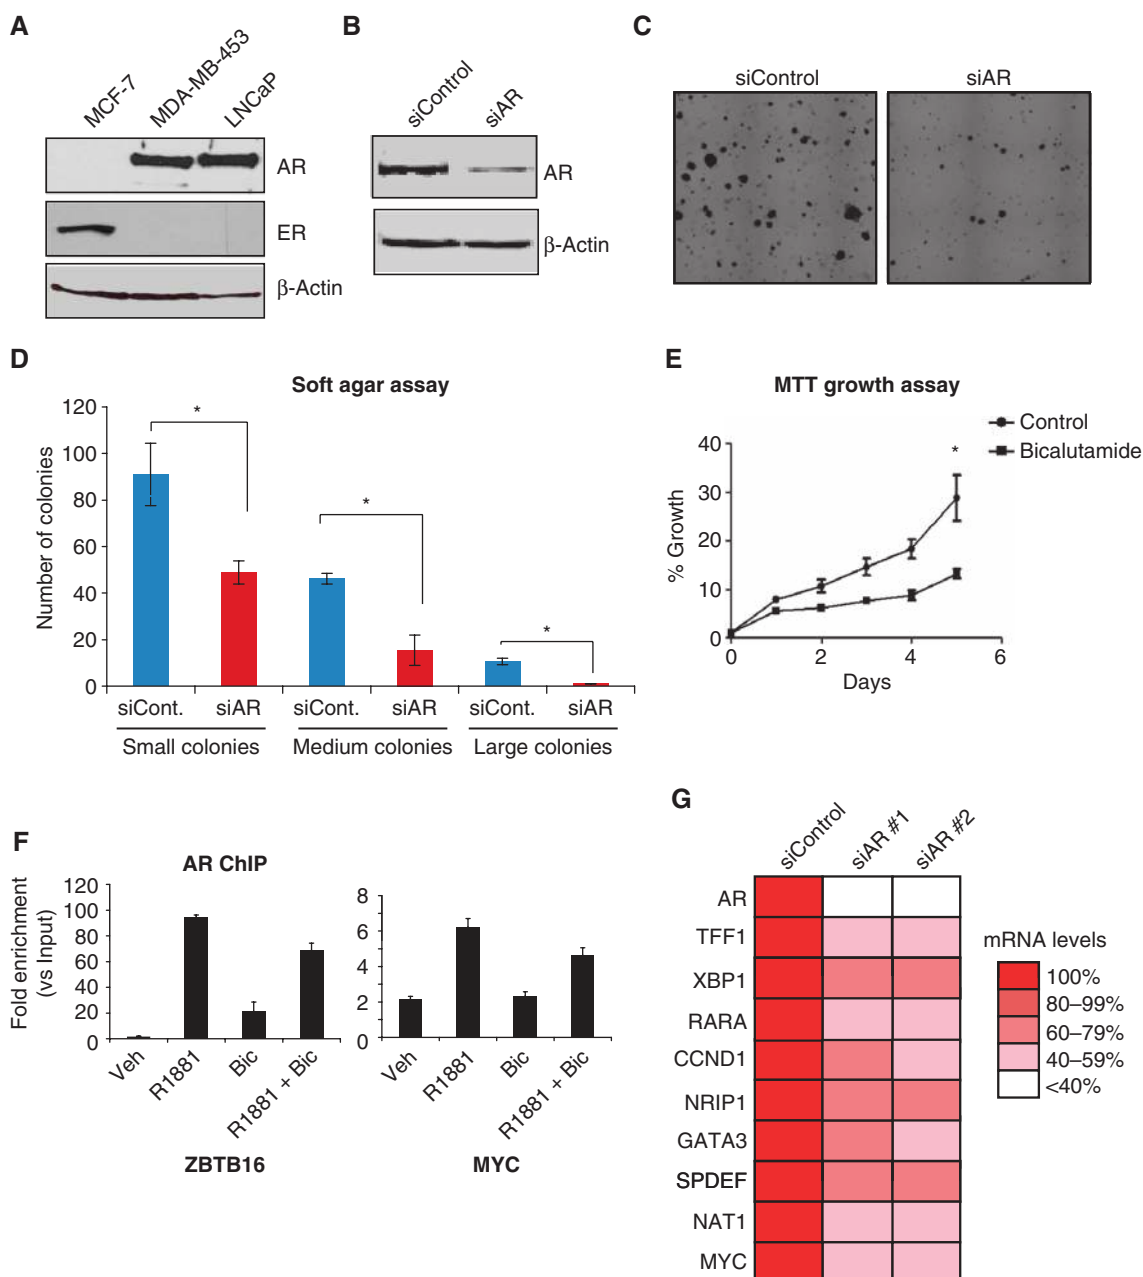 A
MCF-7
MDA-MB-453
LNCaP
AR
ER
β-Actin
B
siControl
siAR
AR
β-Actin
C
siControl
siAR
D
Soft agar assay
Number of colonies
120
100
80
60
40
20
0
siCont.
siAR
siCont.
siAR
siCont.
siAR
Small colonies
Medium colonies
Large colonies
*
*
*
E
MTT growth assay
Control
Bicalutamide
*
% Growth
40
30
20
10
0
0
2
4
6
Days
F
AR ChIP
Fold enrichment
(vs Input)
120
100
80
60
40
20
0
Veh
R1881
Bic
R1881 + Bic
ZBTB16
8
6
4
2
0
Veh
R1881
Bic
R1881 + Bic
MYC
G
siControl
siAR #1
siAR #2
AR
TFF1
XBP1
RARA
CCND1
NRIP1
GATA3
SPDEF
NAT1
MYC
mRNA levels
100%
80–99%
60–79%
40–59%
<40%